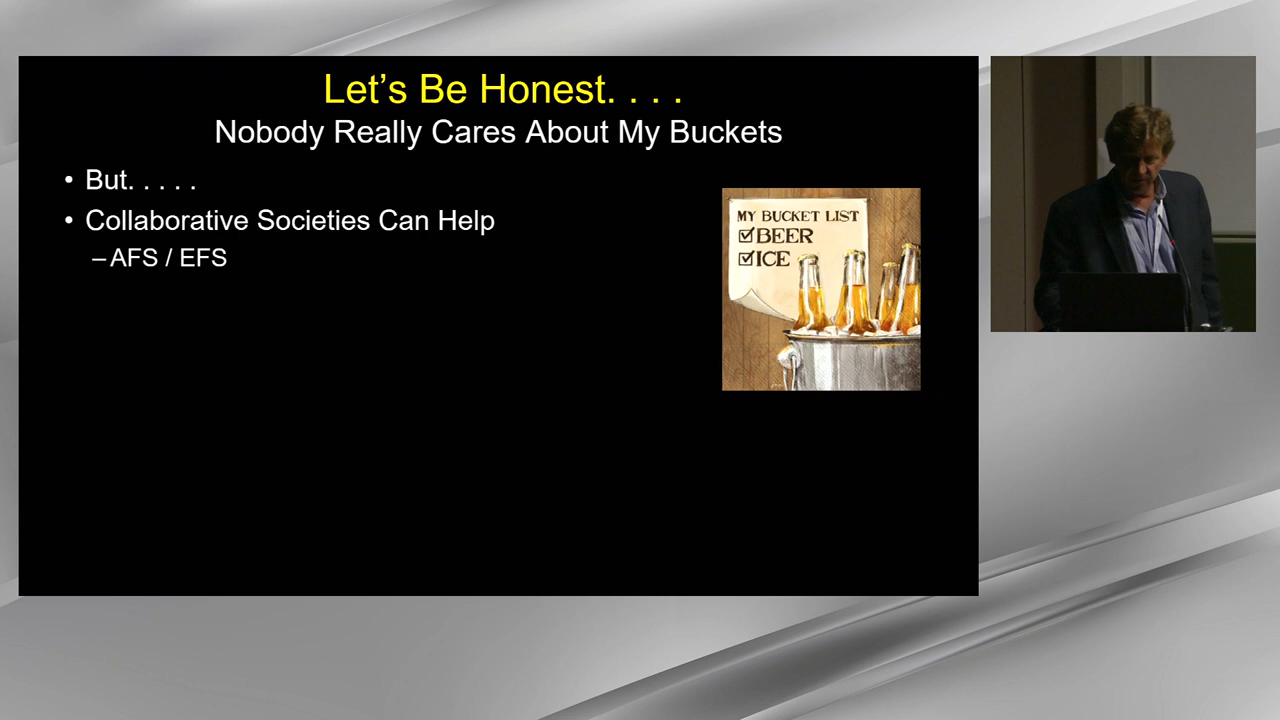 Let’s Be Honest. . . .
Nobody Really Cares About My Buckets
• But. . . . .
• Collaborative Societies Can Help
– AFS / EFS
MY BUCKET LIST
BEER
ICE